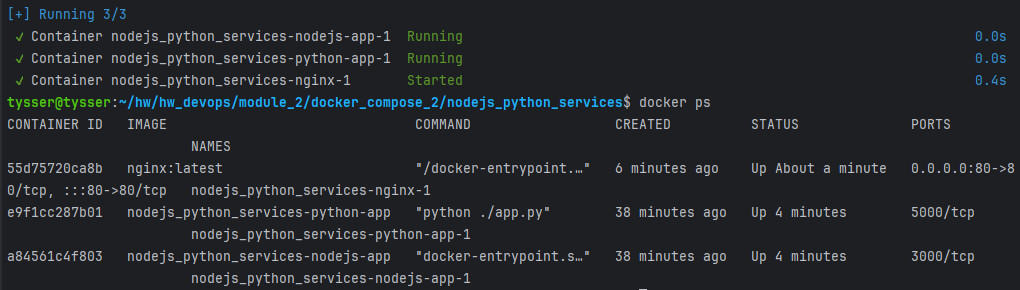 [+] Running 3/3
✓ Container nodejs_python_services-nodejs-app-1 Running 0.0s
✓ Container nodejs_python_services-python-app-1 Running 0.0s
✓ Container nodejs_python_services-nginx-1 Started 0.4s
tysser@tysser:~/hw/hw_devops/module_2/docker_compose_2/nodejs_python_services$ docker ps
CONTAINER ID IMAGE COMMAND CREATED STATUS PORTS
NAMES
55d75720ca8b nginx:latest "/docker-entrypoint.…" 6 minutes ago Up About a minute 0.0.0.0:80->8
0/tcp, :::80->80/tcp nodejs_python_services-nginx-1
e9f1cc287b01 nodejs_python_services-python-app "python ./app.py" 38 minutes ago Up 4 minutes 5000/tcp
nodejs_python_services-python-app-1
a84561c4f803 nodejs_python_services-nodejs-app "docker-entrypoint.s…" 38 minutes ago Up 4 minutes 3000/tcp
nodejs_python_services-nodejs-app-1